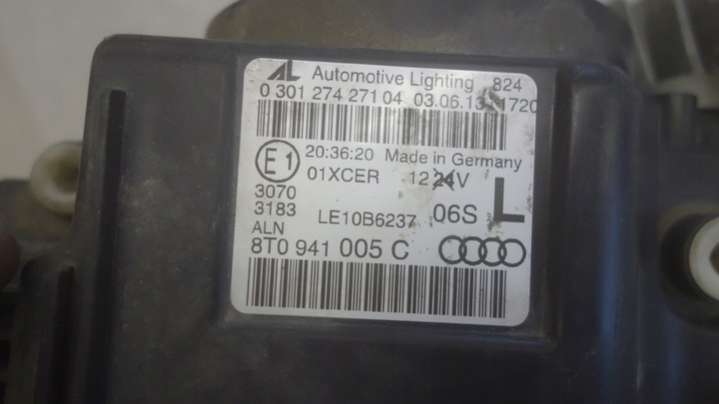 AL Automotive Lighting 824
0 301 274 271 04 03.06.13 1720
E1 20:36:20 Made in Germany
01XCER 12 24V
3070
3183 LE10B6237 06S L
ALN
8T0 941 005 C